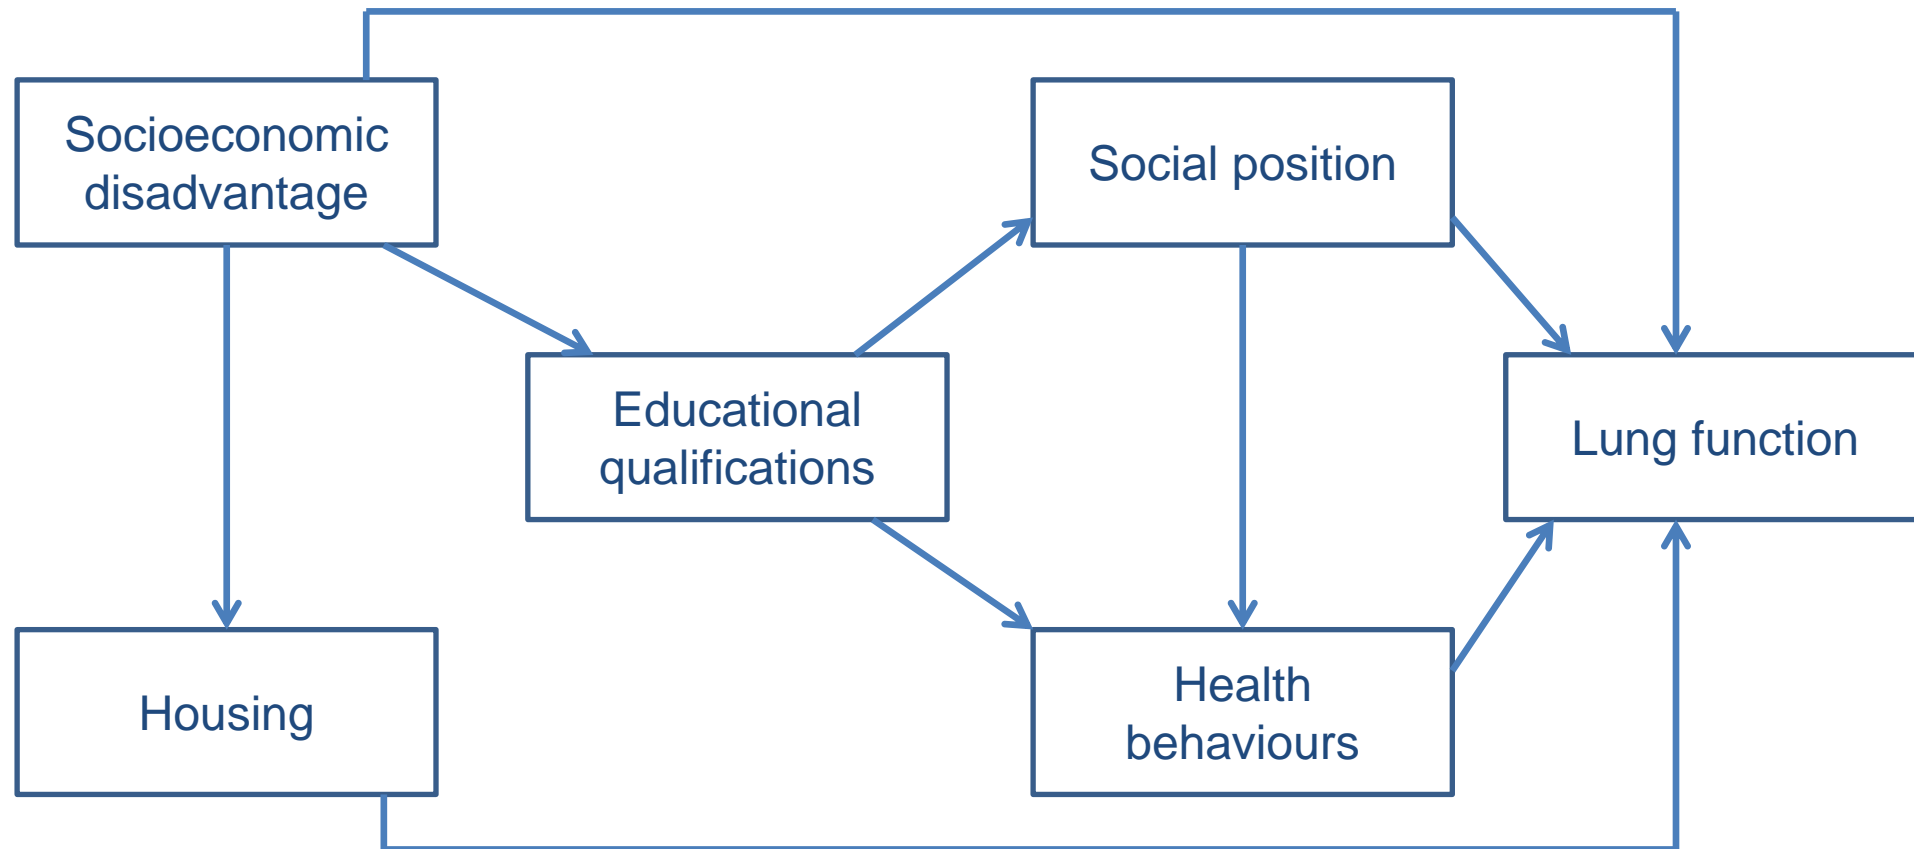 Socioeconomic
disadvantage
Social position
Educational
qualifications
Lung function
Housing
Health
behaviours